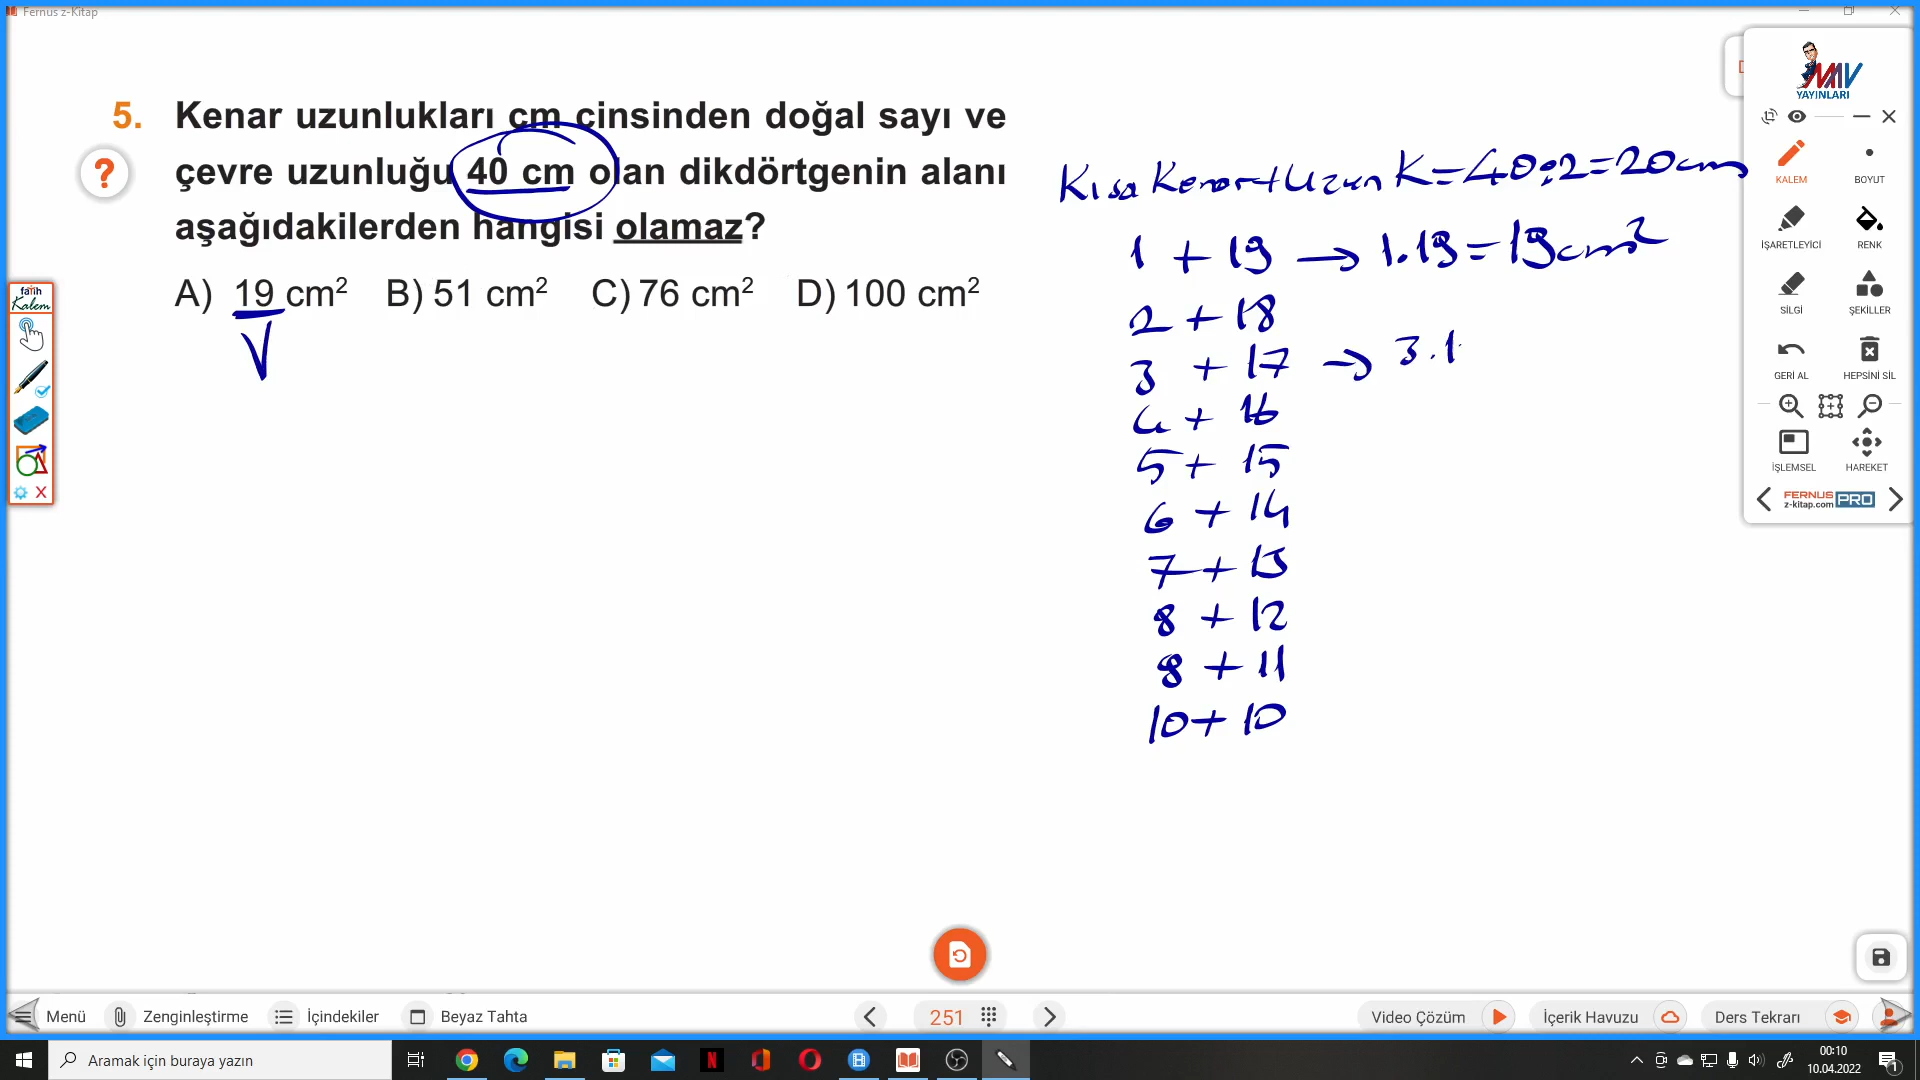 Fernus z-Kitap
5. Kenar uzunlukları cm cinsinden doğal sayı ve
? çevre uzunluğu 40 cm olan dikdörtgenin alanı
aşağıdakilerden hangisi olamaz?
A) 19 cm² B) 51 cm² C) 76 cm² D) 100 cm²
√
Kısa Kenar+Uzun K=40:2=20cm
1 + 19 → 1.19=19cm²
2 + 18
3 + 17 → 3.1
4 + 16
5 + 15
6 + 14
7 + 13
8 + 12
9 + 11
10 + 10
fatih
Kalem
X
MAV
YAYINLARI
KALEM BOYUT
İŞARETLEYİCİ RENK
SİLGİ ŞEKİLLER
GERİ AL HEPSİNİ SİL
İŞLEMSEL HAREKET
FERNUS PRO
z-kitap.com
Menü Zenginleştirme İçindekiler Beyaz Tahta 251 Video Çözüm İçerik Havuzu Ders Tekrarı
Aramak için buraya yazın
00:10
10.04.2022
1